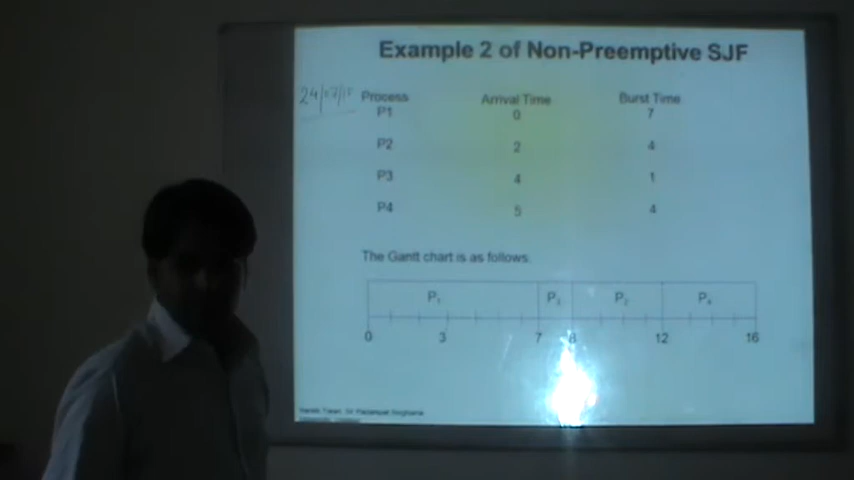 Example 2 of Non-Preemptive SJF
Process Arrival Time Burst Time
P1 0 7
P2 2 4
P3 4 1
P4 5 4
The Gantt chart is as follows.
P1 P3 P2 P4
0 3 7 8 12 16